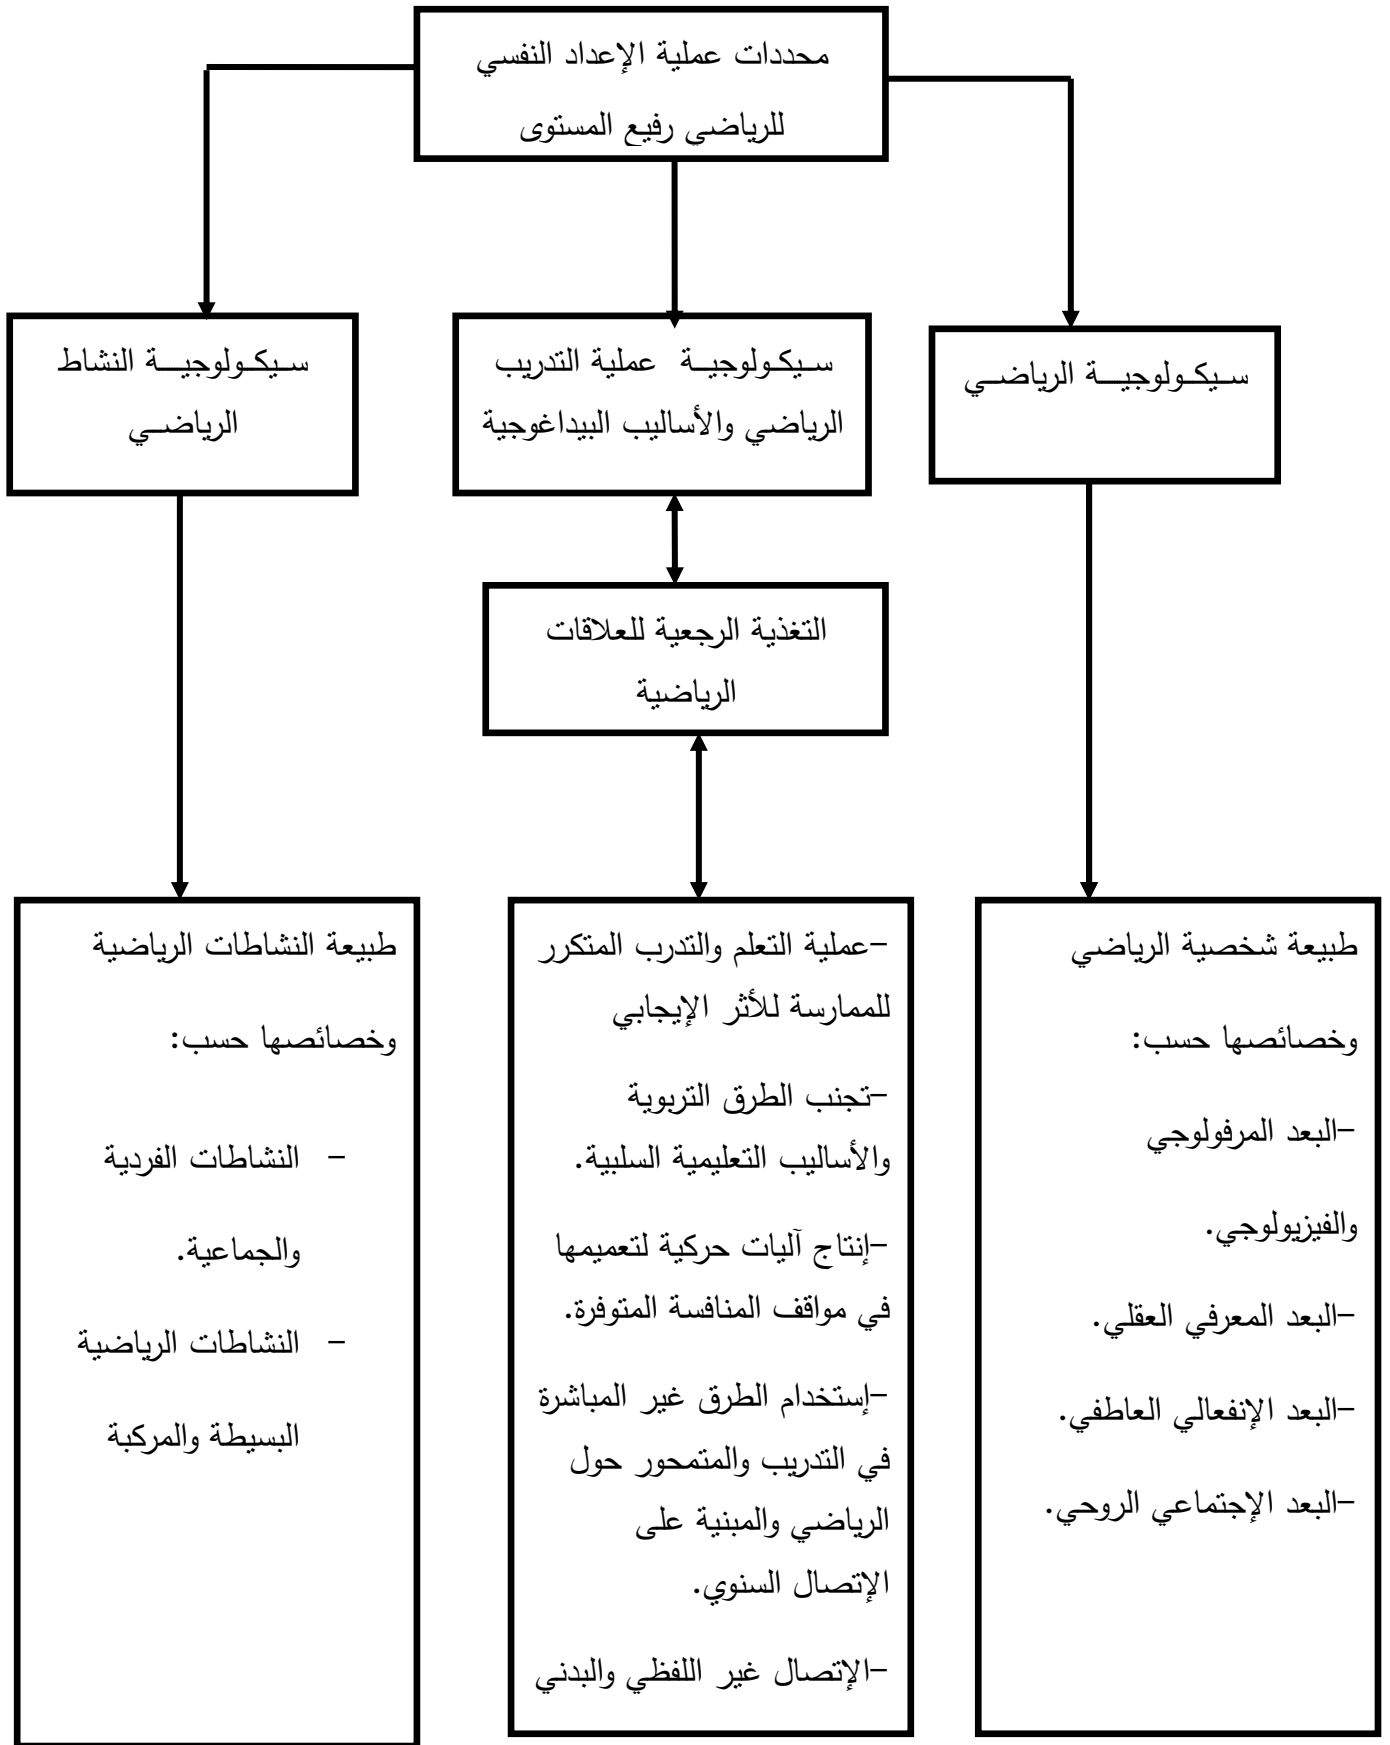 محددات عملية الإعداد النفسي
للرياضي رفيع المستوى
سيكولوجية الرياضي
سيكولوجية عملية التدريب
الرياضي والأساليب البيداغوجية
سيكولوجية النشاط
الرياضي
التغذية الرجعية للعلاقات
الرياضية
طبيعة شخصية الرياضي
وخصائصها حسب:
-البعد المرفولوجي
والفيزيولوجي.
-البعد المعرفي العقلي.
-البعد الإنفعالي العاطفي.
-البعد الإجتماعي الروحي.
-عملية التعلم والتدرب المتكرر
للممارسة للأثر الإيجابي
-تجنب الطرق التربوية
والأساليب التعليمية السلبية.
-إنتاج آليات حركية لتعميمها
في مواقف المنافسة المتوفرة.
-إستخدام الطرق غير المباشرة
في التدريب والمتمحور حول
الرياضي والمبنية على
الإتصال السنوي.
-الإتصال غير اللفظي والبدني
طبيعة النشاطات الرياضية
وخصائصها حسب:
- النشاطات الفردية
والجماعية.
- النشاطات الرياضية
البسيطة والمركبة